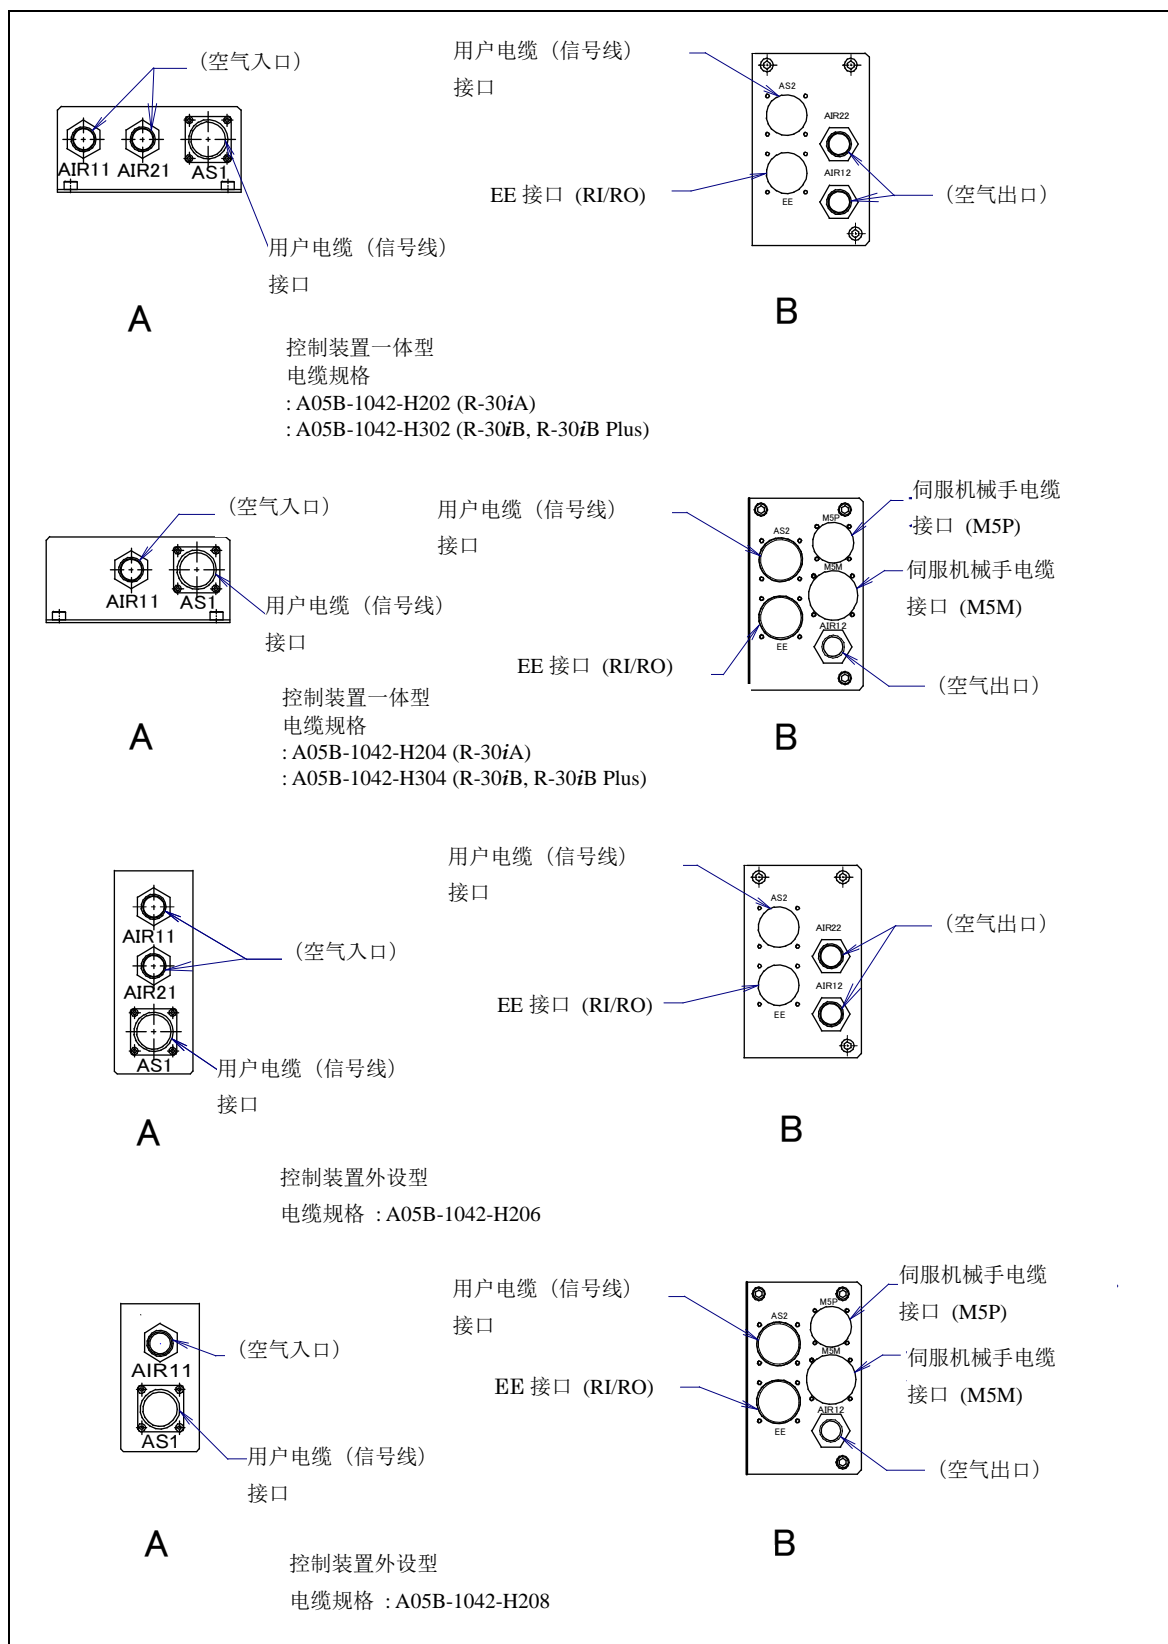 (空气入口)
AIR11 AIR21 AS1
用户电缆 (信号线)
接口
A
用户电缆 (信号线)
接口
EE 接口 (RI/RO)
AS2
AIR22
AIR12
EE
(空气出口)
B
控制装置一体型
电缆规格
: A05B-1042-H202 (R-30iA)
: A05B-1042-H302 (R-30iB, R-30iB Plus)
(空气入口)
AIR11 AS1
用户电缆 (信号线)
接口
A
用户电缆 (信号线)
接口
EE 接口 (RI/RO)
AS2
M5P
M5M
AIR12
EE
伺服机械手电缆
接口 (M5P)
伺服机械手电缆
接口 (M5M)
(空气出口)
B
控制装置一体型
电缆规格
: A05B-1042-H204 (R-30iA)
: A05B-1042-H304 (R-30iB, R-30iB Plus)
AIR11
AIR21
AS1
(空气入口)
用户电缆 (信号线)
接口
A
用户电缆 (信号线)
接口
EE 接口 (RI/RO)
AS2
AIR22
AIR12
EE
(空气出口)
B
控制装置外设型
电缆规格 : A05B-1042-H206
AIR11
AS1
(空气入口)
用户电缆 (信号线)
接口
A
用户电缆 (信号线)
接口
EE 接口 (RI/RO)
AS2
M5P
M5M
AIR12
EE
伺服机械手电缆
接口 (M5P)
伺服机械手电缆
接口 (M5M)
(空气出口)
B
控制装置外设型
电缆规格 : A05B-1042-H208